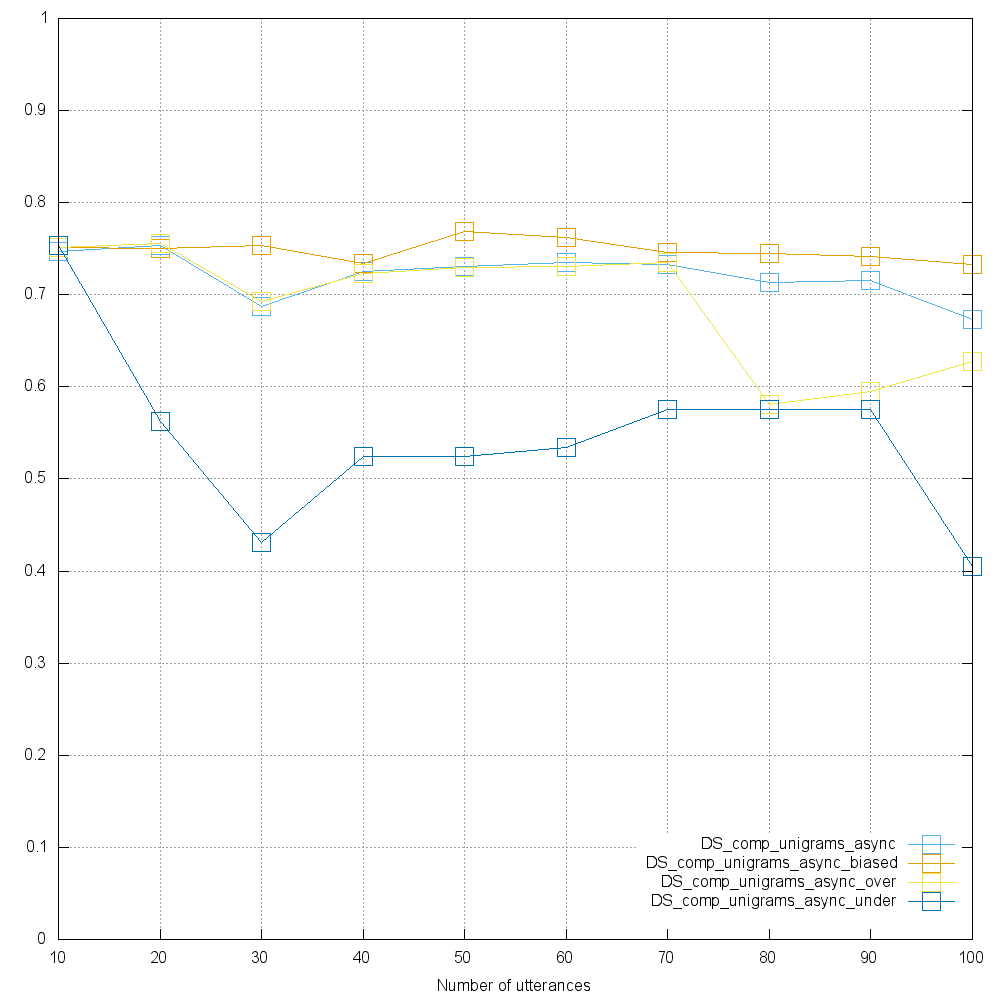 1
0.9
0.8
0.7
0.6
0.5
0.4
0.3
0.2
0.1
0
DS_comp_unigrams_async
DS_comp_unigrams_async_biased
DS_comp_unigrams_async_over
DS_comp_unigrams_async_under
10 20 30 40 50 60 70 80 90 100
Number of utterances